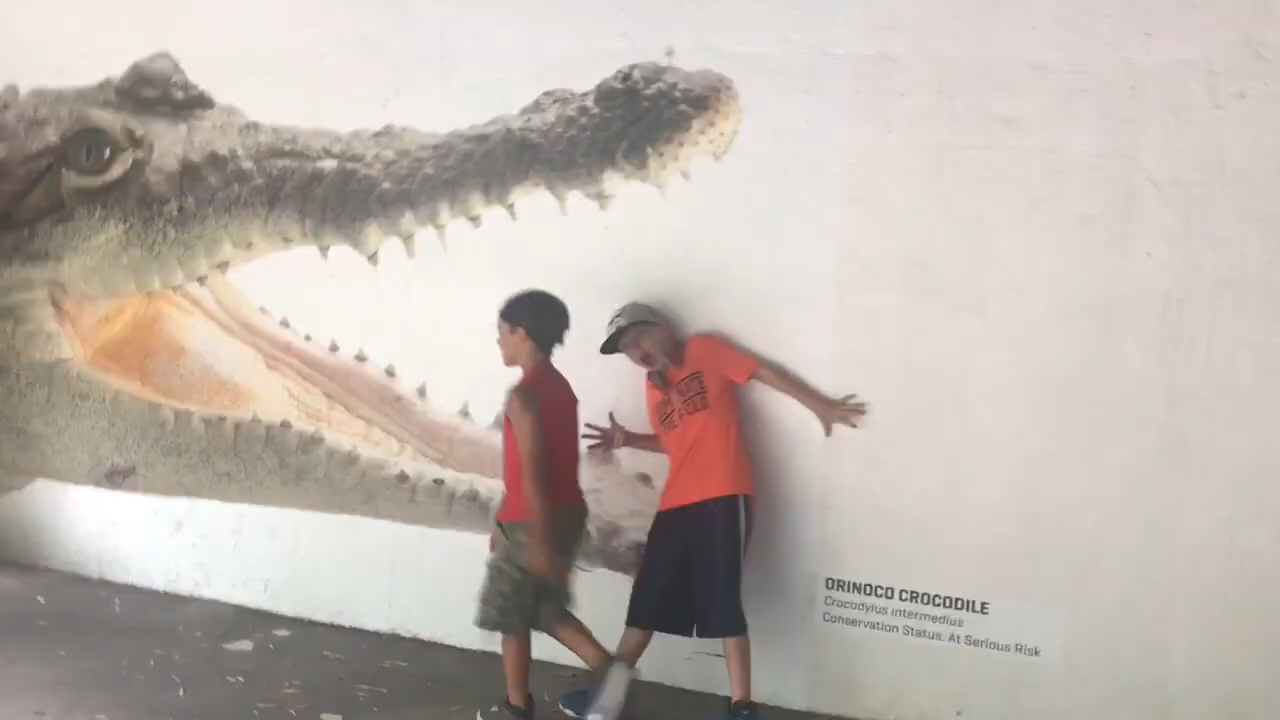 ORINOCO CROCODILE
Crocodylus intermedius
Conservation Status: At Serious Risk